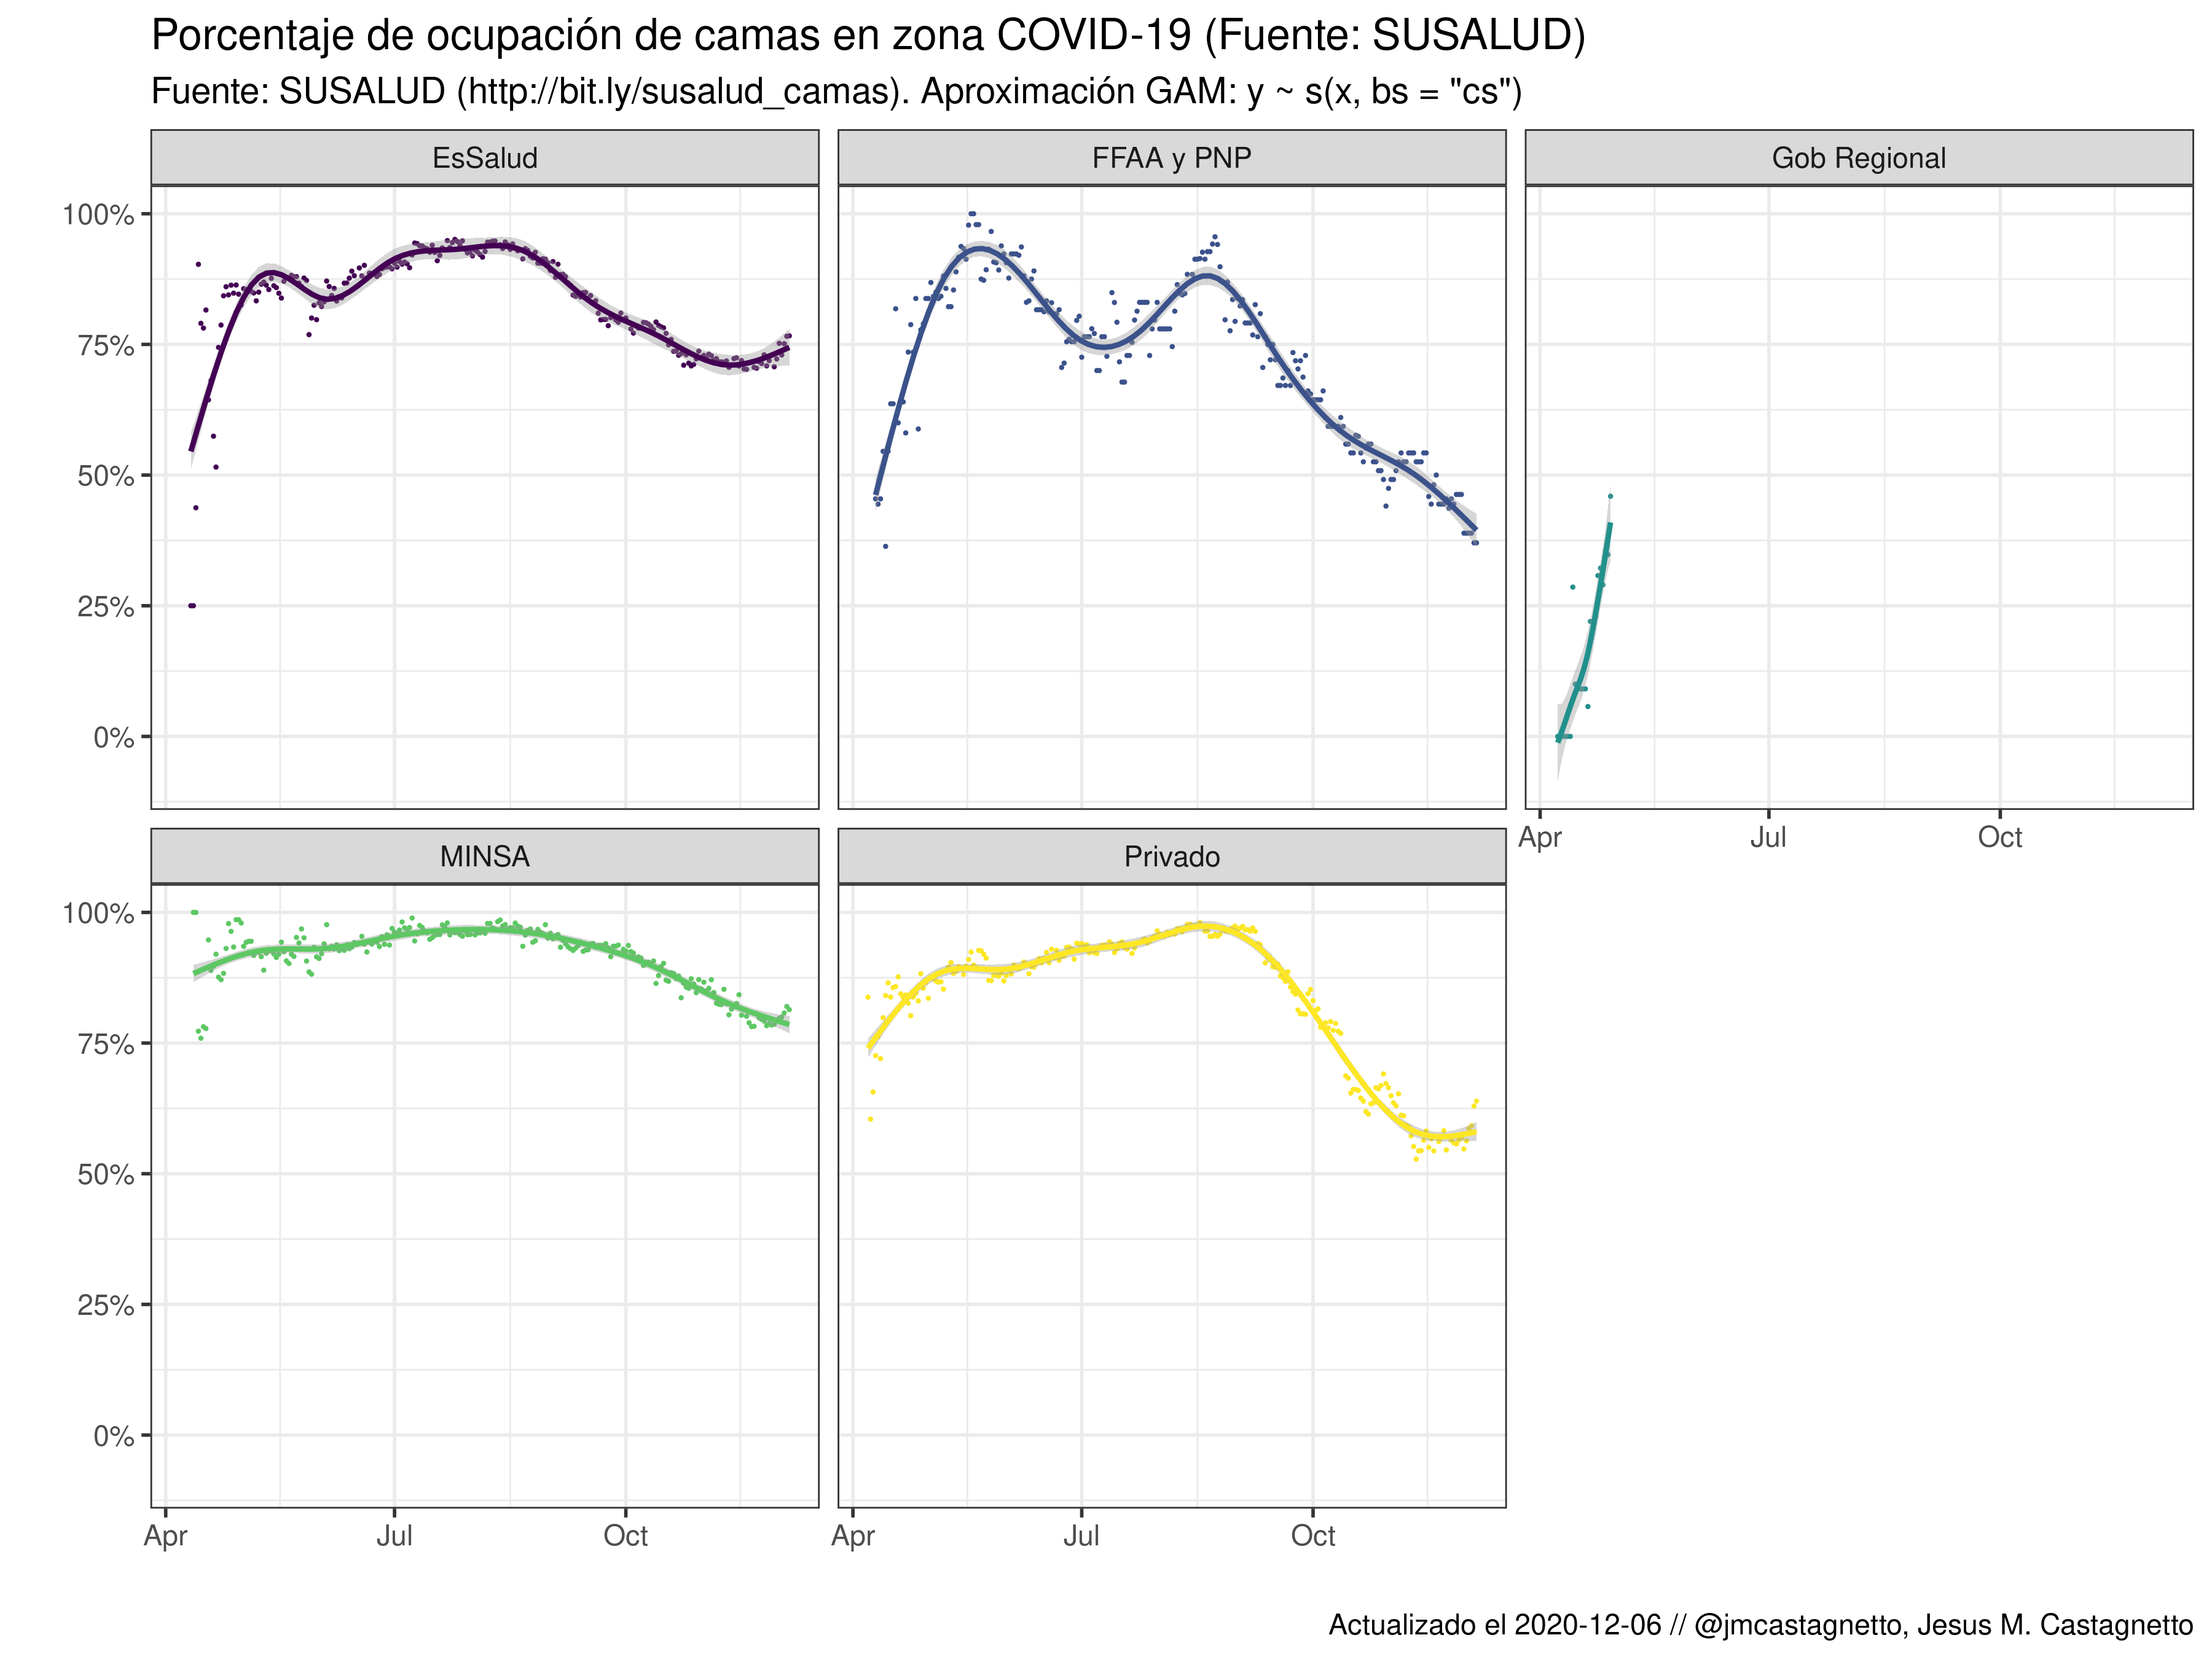 Porcentaje de ocupación de camas en zona COVID-19 (Fuente: SUSALUD)
Fuente: SUSALUD (http://bit.ly/susalud_camas). Aproximación GAM: y ~ s(x, bs = "cs")
EsSalud
FFAA y PNP
Gob Regional
100%
75%
50%
25%
0%
Apr
Jul
Oct
MINSA
Privado
100%
75%
50%
25%
0%
Apr
Jul
Oct
Apr
Jul
Oct
Actualizado el 2020-12-06 // @jmcastagnetto, Jesus M. Castagnetto